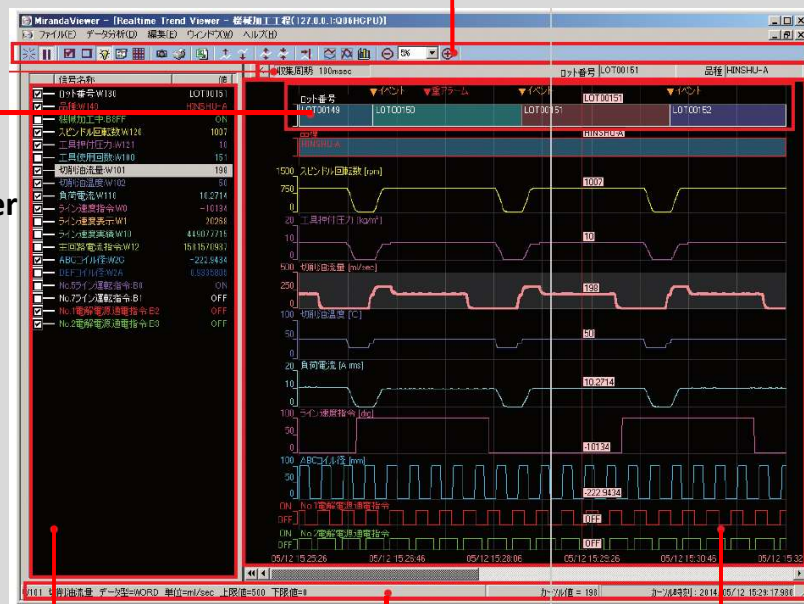 MirandaViewer - [Realtime Trend Viewer - 機械加工工程(127.0.0.1:Q06HCPU)]
ファイル(F) データ分析(D) 編集(E) ウインドウ(W) ヘルプ(H)
5%
収集周期 100msec ロット番号 LOT00151 品種 HINSHU-A
信号名称 値
ロット番号:W130 LOT00151
品種:W140 HINSHU-A
機械加工中:B8FF ON
スピンドル回転数:W120 1007
工具押付圧力:W121 10
工具使用回数:W100 151
切削油流量:W101 198
切削油温度:W102 50
負荷電流:W110 10.2714
ライン速度指令:W0 -10134
ライン速度表示:W1 20268
ライン速度実績:W10
主回路電流指令:W12
ABCコイル径:W2C -222.9434
DEFコイル径:W2A
No.5ライン運転指令:B0 ON
No.7ライン運転指令:B1 OFF
No.1電解電源通電指令:B2 OFF
No.2電解電源通電指令:B3 OFF
er
イベント 重アラーム イベント イベント
ロット番号 LOT00151
LOT00149 LOT00150 LOT00151 LOT00152
品種 HINSHU-A
HINSHU-A
1500 スピンドル回転数 [rpm]
750 1007
0
20 工具押付圧力 [kg/m²]
10 10
0
500 切削油流量 [ml/sec]
250 198
0
100 切削油温度 [℃]
50 50
0
20 負荷電流 [A rms]
10 10.2714
0
100 ライン速度指令 [dig]
50
0 -10134
100 ABCコイル径 [mm]
50
0 -222.9434
ON No.1電解電源通電指令
OFF OFF
ON No.2電解電源通電指令
OFF OFF
05/12 15:25:26 05/12 15:26:46 05/12 15:28:06 05/12 15:29:26 05/12 15:30:46 05/12 15:32
W101 切削油流量 データ型=WORD 単位=ml/sec 上限値=500 下限値=0 カーソル値 = 198 カーソル時刻 : 2014/05/12 15:29:17.980